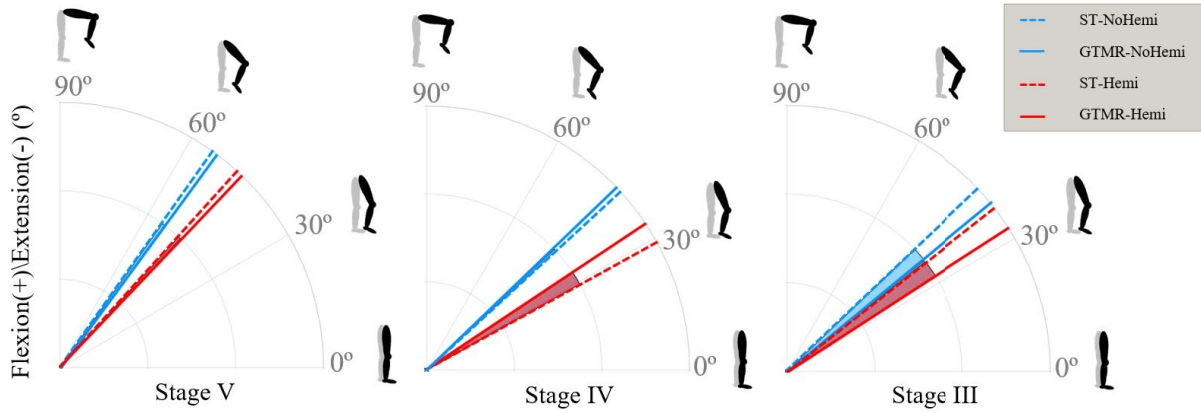 Flexion(+)\Extension(-) (º)
90º
60º
30º
0º
Stage V
90º
60º
30º
0º
Stage IV
90º
60º
30º
0º
Stage III
ST-NoHemi
GTMR-NoHemi
ST-Hemi
GTMR-Hemi